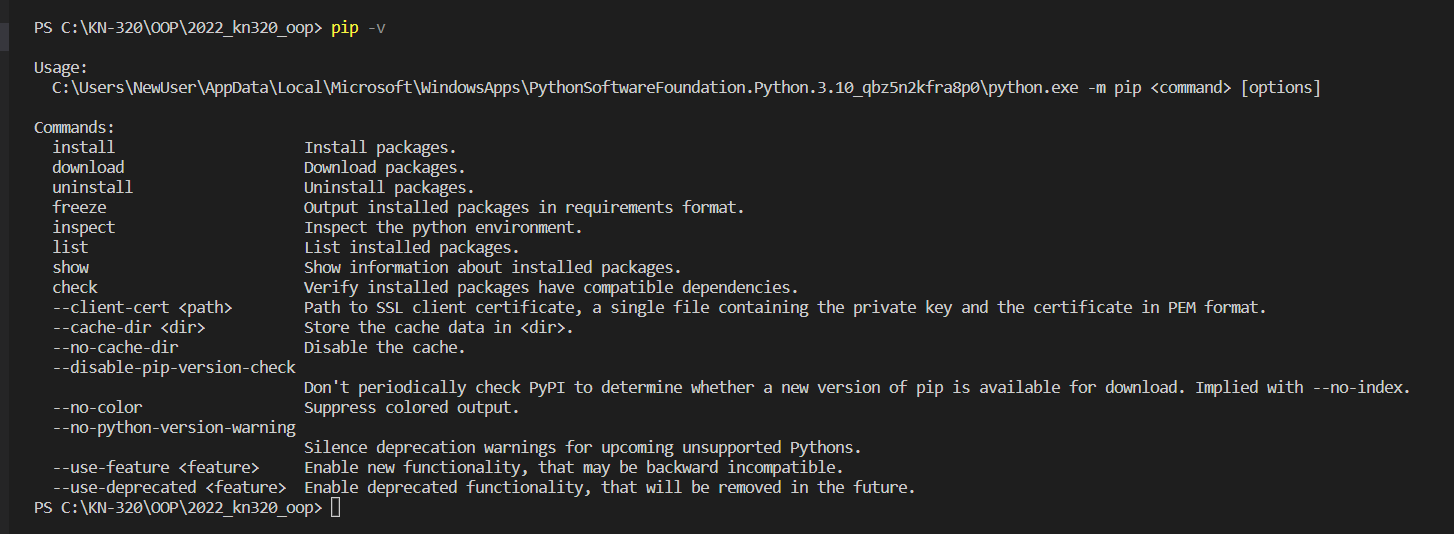 PS C:\KN-320\OOP\2022_kn320_oop> pip -v
Usage:
C:\Users\NewUser\AppData\Local\Microsoft\WindowsApps\PythonSoftwareFoundation.Python.3.10_qbz5n2kfra8p0\python.exe -m pip <command> [options]
Commands:
install Install packages.
download Download packages.
uninstall Uninstall packages.
freeze Output installed packages in requirements format.
inspect Inspect the python environment.
list List installed packages.
show Show information about installed packages.
check Verify installed packages have compatible dependencies.
--client-cert <path> Path to SSL client certificate, a single file containing the private key and the certificate in PEM format.
--cache-dir <dir> Store the cache data in <dir>.
--no-cache-dir Disable the cache.
--disable-pip-version-check
Don't periodically check PyPI to determine whether a new version of pip is available for download. Implied with --no-index.
--no-color Suppress colored output.
--no-python-version-warning
Silence deprecation warnings for upcoming unsupported Pythons.
--use-feature <feature> Enable new functionality, that may be backward incompatible.
--use-deprecated <feature> Enable deprecated functionality, that will be removed in the future.
PS C:\KN-320\OOP\2022_kn320_oop>